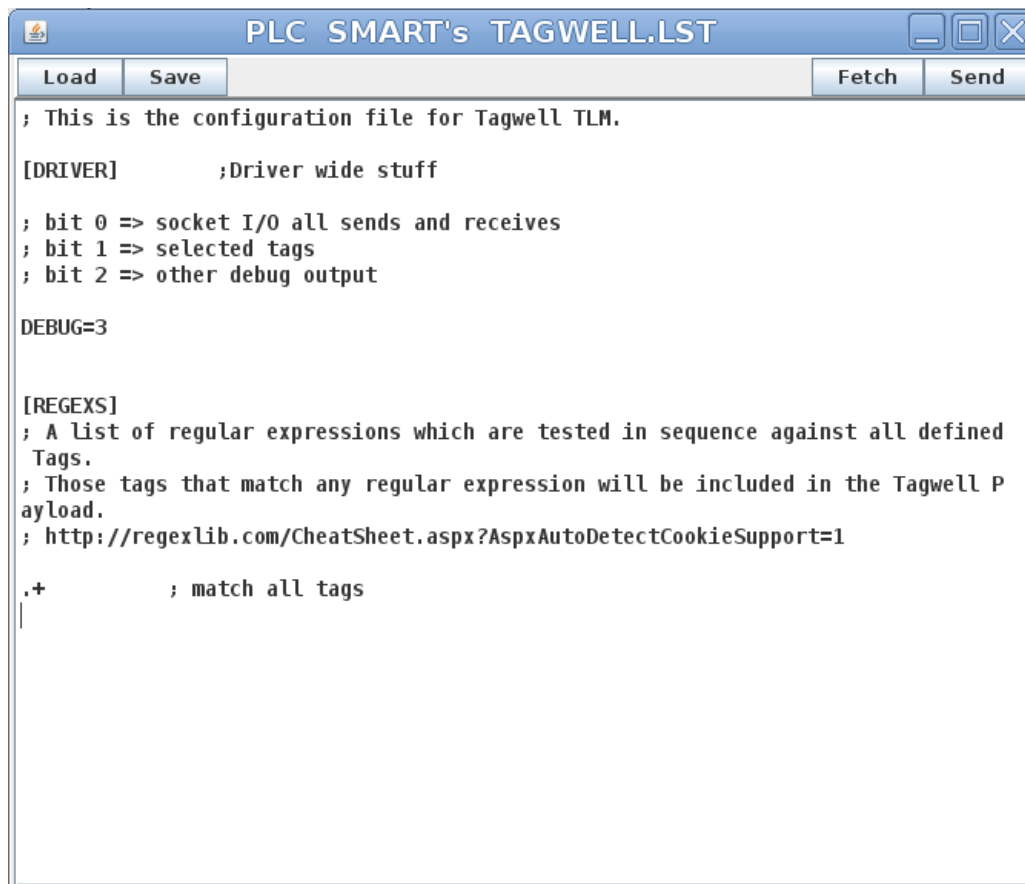 PLC SMART's TAGWELL.LST
Load Save Fetch Send
; This is the configuration file for Tagwell TLM.
[DRIVER] ;Driver wide stuff
; bit 0 => socket I/O all sends and receives
; bit 1 => selected tags
; bit 2 => other debug output
DEBUG=3
[REGEXS]
; A list of regular expressions which are tested in sequence against all defined
Tags.
; Those tags that match any regular expression will be included in the Tagwell P
ayload.
; http://regexlib.com/CheatSheet.aspx?AspxAutoDetectCookieSupport=1
.+ ; match all tags